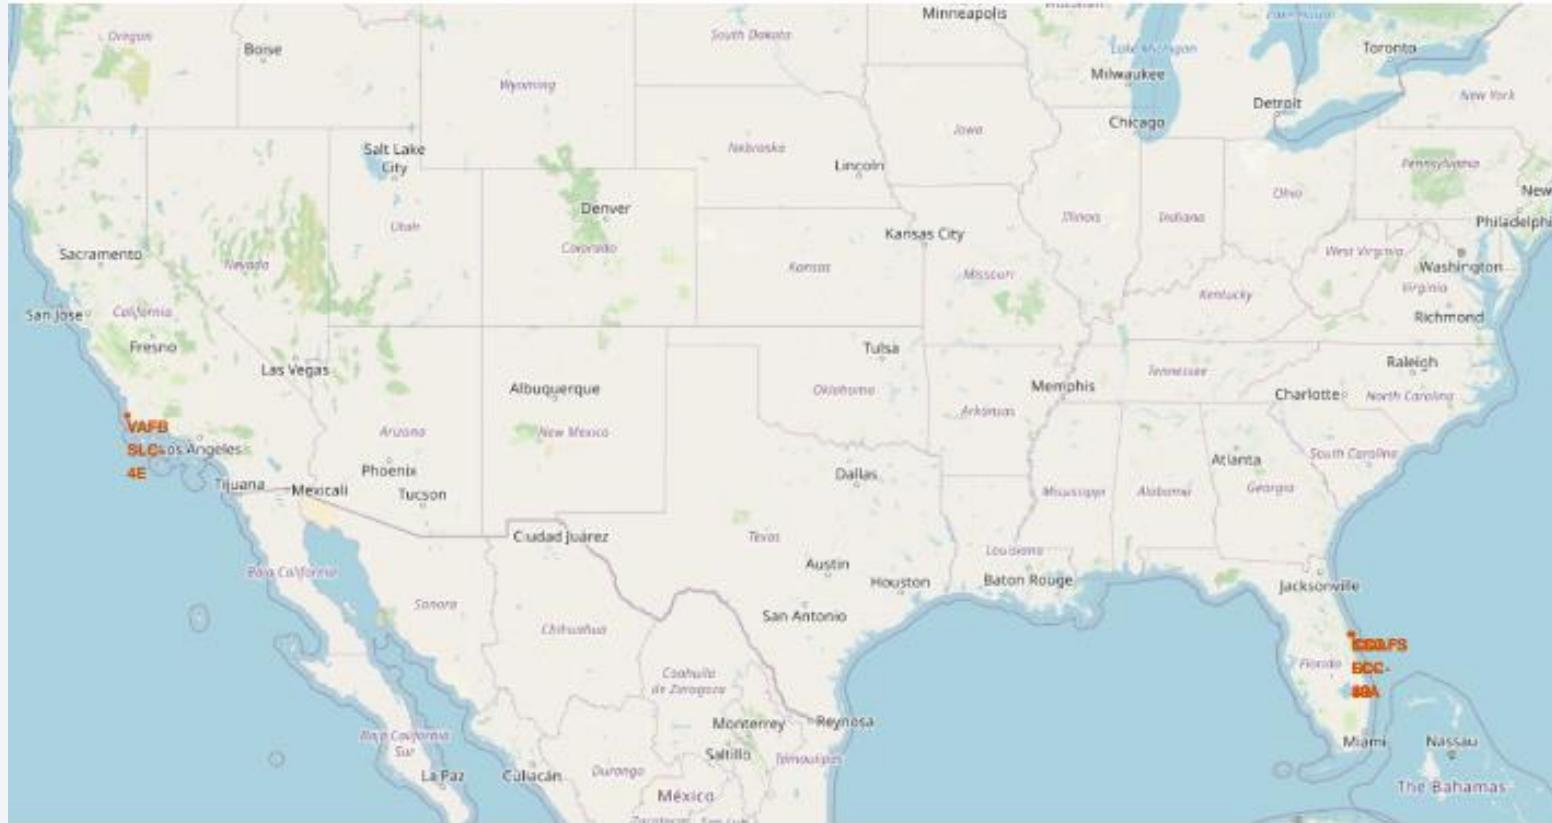 Minneapolis
Oregon
Boise
South Dakota
Lake Michigan
Toronto
Milwaukee
Wyoming
New York
Detroit
Chicago
Iowa
Nebraska
Salt Lake
City
Lincoln
Pennsylvania
New
Ohio
Denver
Illinois
Indiana
Philadelphi
Utah
Kansas City
Colorado
Sacramento
Nevada
West Virginia
Washington
Kansas
Missouri
Virginia
Kentucky
San Jose
California
Richmond
Fresno
Tulsa
Raleigh
Las Vegas
Tennessee
Albuquerque
Oklahoma
Memphis
Charlotte
North Carolina
Arkansas
VAFB
SLC-
4E
Arizona
New Mexico
Los Angeles
South Carolina
Atlanta
Phoenix
Dallas
Tijuana
Mexicali
Tucson
Mississippi
Alabama
Georgia
Ciudad Juárez
Texas
Louisiana
Austin
Baja California
Houston
Baton Rouge
Jacksonville
Sonora
San Antonio
Chihuahua
Florida
Coahuila
de Zaragoza
Monterrey
Reynosa
Baja California
Sur
Miami
Nassau
Saltillo
Tamaulipas
La Paz
Culiacán
Durango
The Bahamas
México
Zacatecas